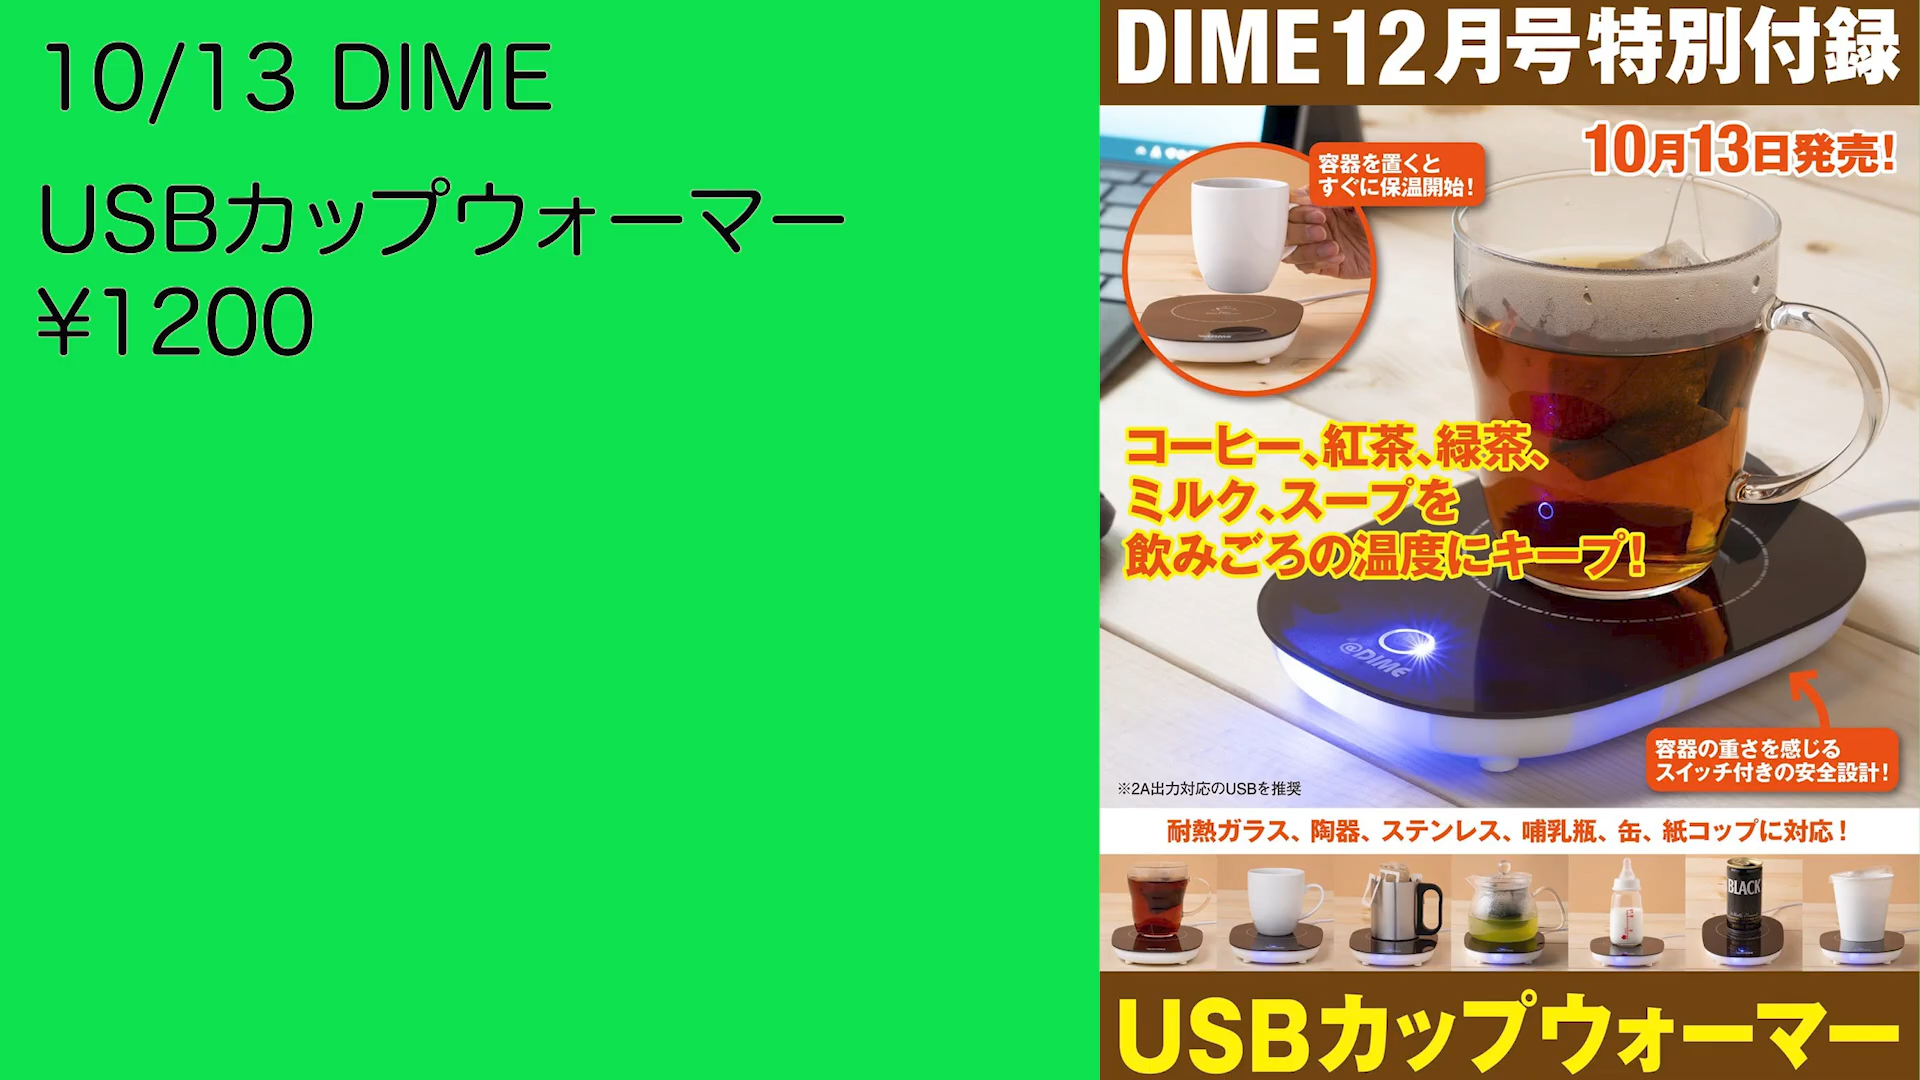 10/13 DIME
USBカップウォーマー
¥1200
DIME12月号特別付録
10月13日発売!
容器を置くと
すぐに保温開始!
コーヒー、紅茶、緑茶、
ミルク、スープを
飲みごろの温度にキープ!
@DIME
容器の重さを感じる
スイッチ付きの安全設計!
※2A出力対応のUSBを推奨
耐熱ガラス、陶器、ステンレス、哺乳瓶、缶、紙コップに対応!
BLACK
USBカップウォーマー